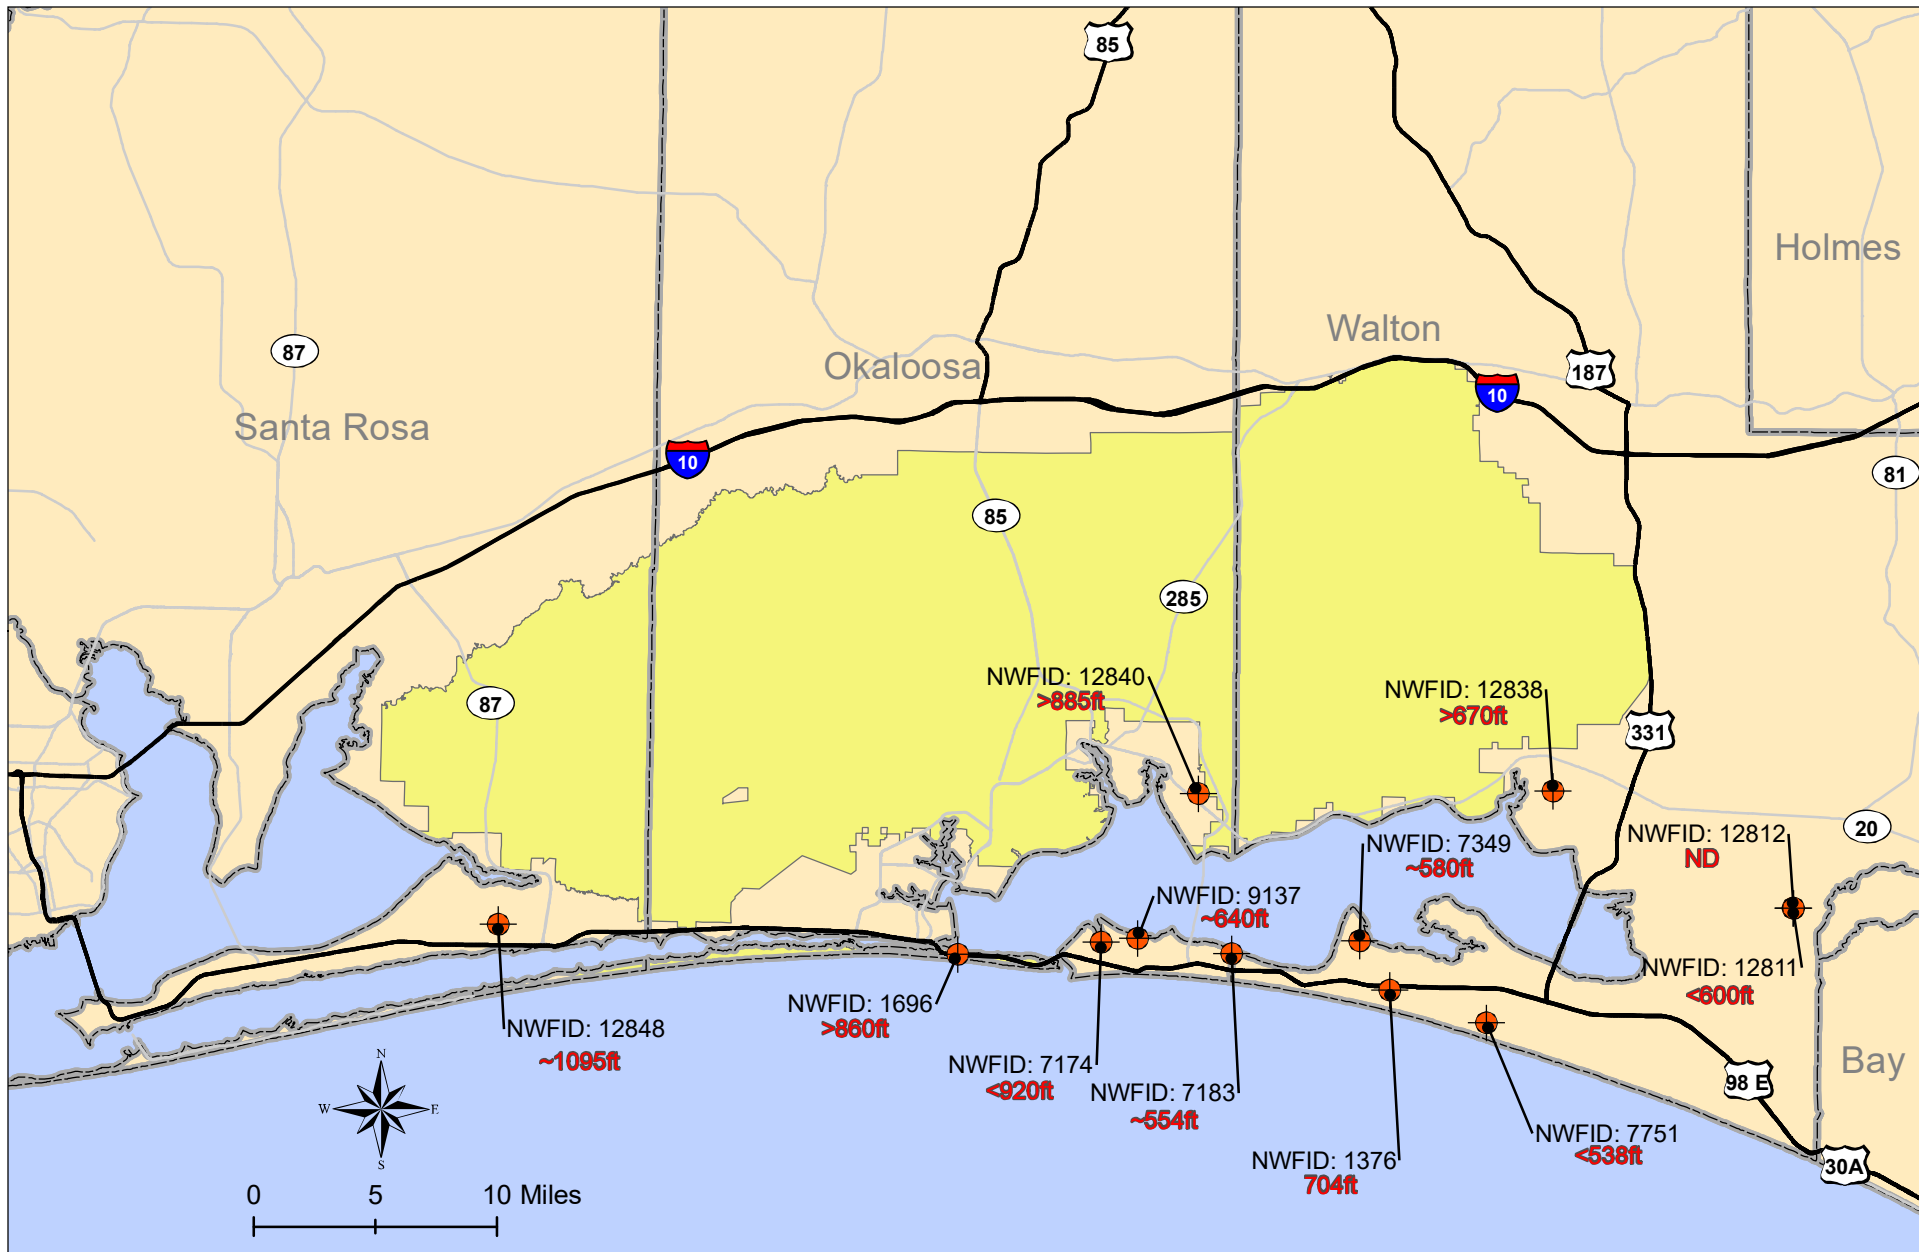 85
Holmes
Walton
87
Okaloosa
187
10
Santa Rosa
10
81
85
285
NWFID: 12840
>885ft
NWFID: 12838
>670ft
87
331
20
NWFID: 12812
ND
NWFID: 7349
~580ft
NWFID: 9137
~640ft
NWFID: 12811
<600ft
NWFID: 1696
>860ft
NWFID: 12848
~1095ft
NWFID: 7174
<920ft
NWFID: 7183
~554ft
Bay
98 E
NWFID: 7751
<538ft
NWFID: 1376
704ft
30A
N
W
E
S
0 5 10 Miles